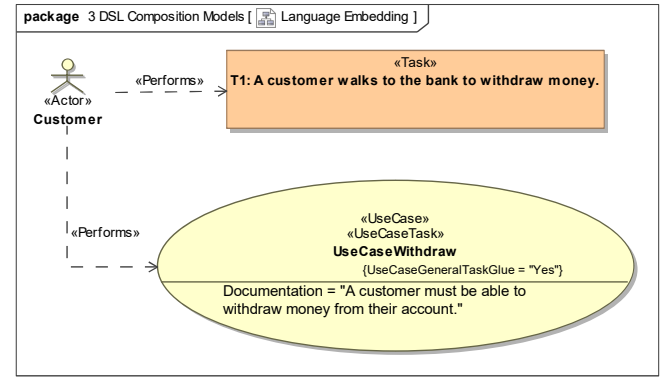 package 3 DSL Composition Models [ Language Embedding ]
«Task»
«Performs»
T1: A customer walks to the bank to withdraw money.
«Actor»
Customer
«Performs»
«UseCase»
«UseCaseTask»
UseCaseWithdraw
{UseCaseGeneralTaskGlue = "Yes"}
Documentation = "A customer must be able to
withdraw money from their account."